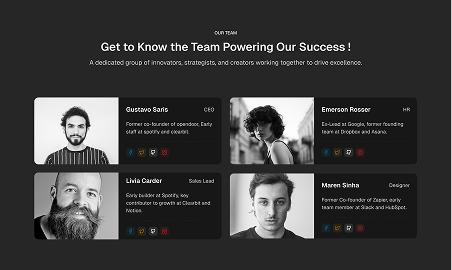 OUR TEAM
Get to Know the Team Powering Our Success !
A dedicated group of innovators, strategists, and creators working together to drive excellence.
Gustavo Saris
CEO
Former co-founder of opendoor, Early
staff at spotify and clearbit.
Emerson Rosser
HR
Ex-Lead at Google, former founding
team at Dropbox and Asana.
Livia Carder
Sales Lead
Early builder at Spotify, key
contributor to growth at Clearbit and
Notion.
Maren Sinha
Designer
Former Co-founder of Zapier, early
team member at Slack and HubSpot.